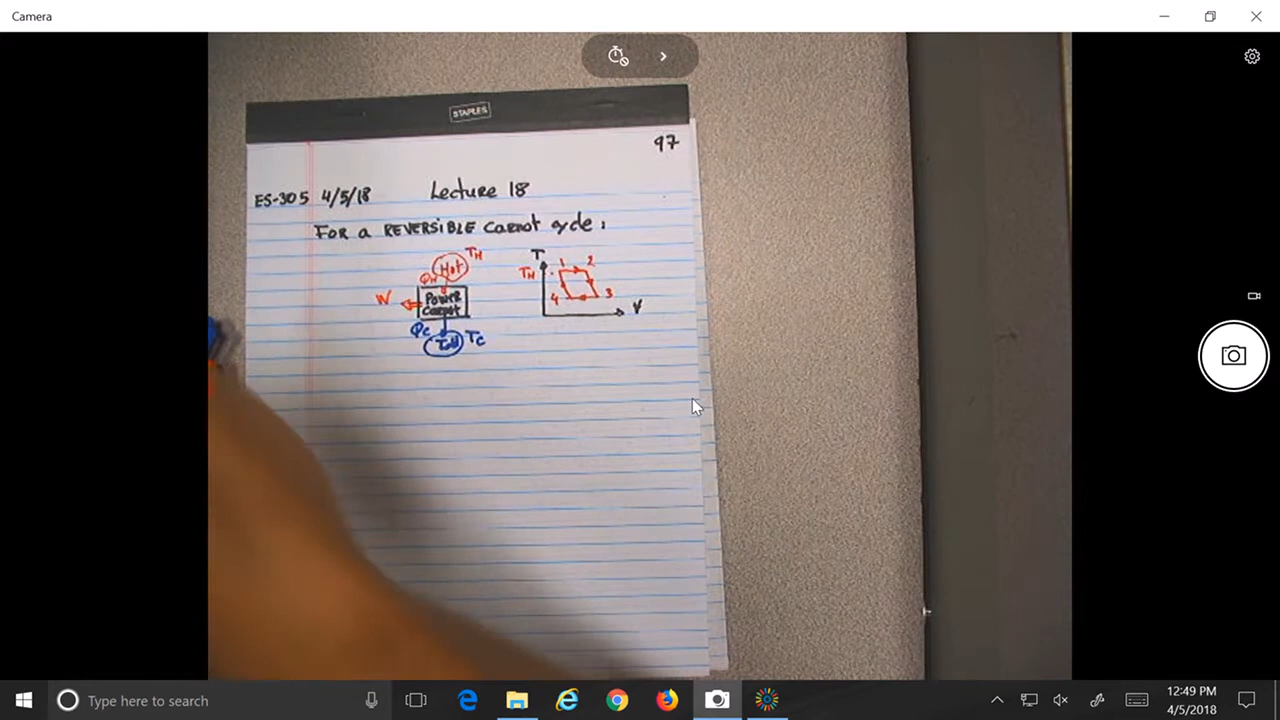 Camera
STAPLES
97
ES-305 4/5/18 Lecture 18
FOR a REVERSIBLE Carnot cycle:
TH
Hot
QH
W
Power
Carnot
QC
TC
T
TH
1 2
4 3
V
Type here to search
12:49 PM
4/5/2018